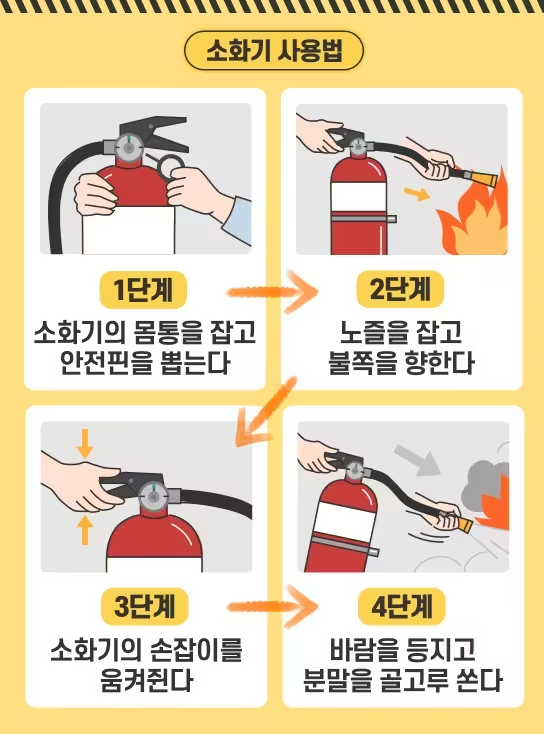 소화기 사용법
1단계
소화기의 몸통을 잡고
안전핀을 뽑는다
2단계
노즐을 잡고
불쪽을 향한다
3단계
소화기의 손잡이를
움켜쥔다
4단계
바람을 등지고
분말을 골고루 쏜다